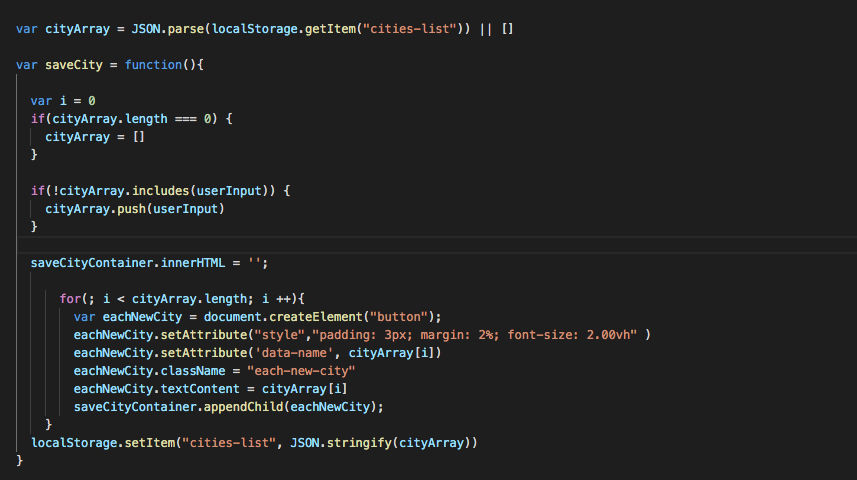 var cityArray = JSON.parse(localStorage.getItem("cities-list")) || []
var saveCity = function(){
var i = 0
if(cityArray.length === 0) {
cityArray = []
}
if(!cityArray.includes(userInput)) {
cityArray.push(userInput)
}
saveCityContainer.innerHTML = '';
for(; i < cityArray.length; i ++){
var eachNewCity = document.createElement("button");
eachNewCity.setAttribute("style","padding: 3px; margin: 2%; font-size: 2.00vh" )
eachNewCity.setAttribute('data-name', cityArray[i])
eachNewCity.className = "each-new-city"
eachNewCity.textContent = cityArray[i]
saveCityContainer.appendChild(eachNewCity);
}
localStorage.setItem("cities-list", JSON.stringify(cityArray))
}